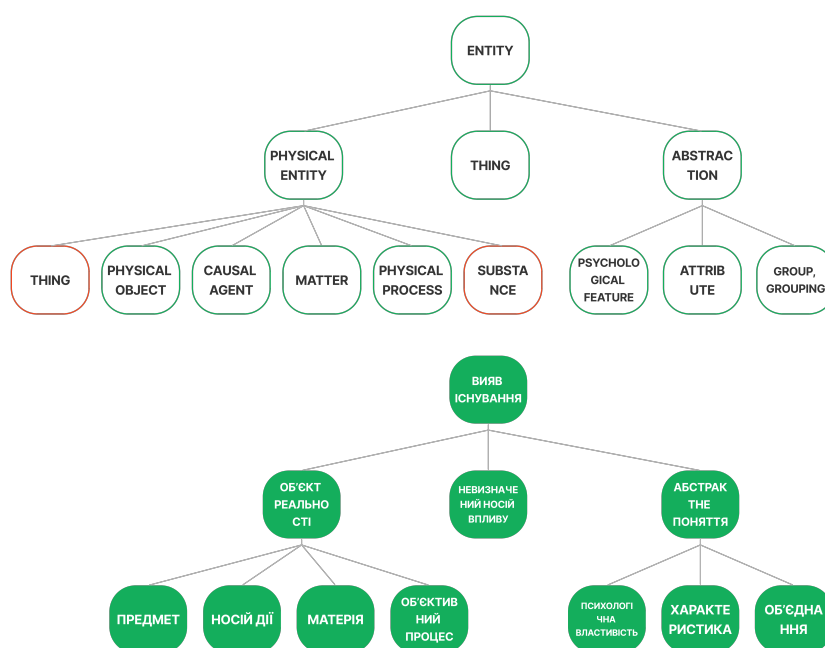 ENTITY
PHYSICAL
ENTITY
THING
ABSTRAC
TION
THING
PHYSICAL
OBJECT
CAUSAL
AGENT
MATTER
PHYSICAL
PROCESS
SUBSTA
NCE
PSYCHOLO
GICAL
FEATURE
ATTRIB
UTE
GROUP,
GROUPING
ВИЯВ
ІСНУВАННЯ
ОБ'ЄКТ
РЕАЛЬНО
СТІ
НЕВИЗНАЧЕ
НИЙ НОСІЙ
ВПЛИВУ
АБСТРАК
ТНЕ
ПОНЯТТЯ
ПРЕДМЕТ
НОСІЙ ДІЇ
МАТЕРІЯ
ОБ'ЄКТИВ
НИЙ
ПРОЦЕС
ПСИХОЛОГІ
ЧНА
ВЛАСТИВІСТЬ
ХАРАКТЕ
РИСТИКА
ОБ'ЄДНА
ННЯ